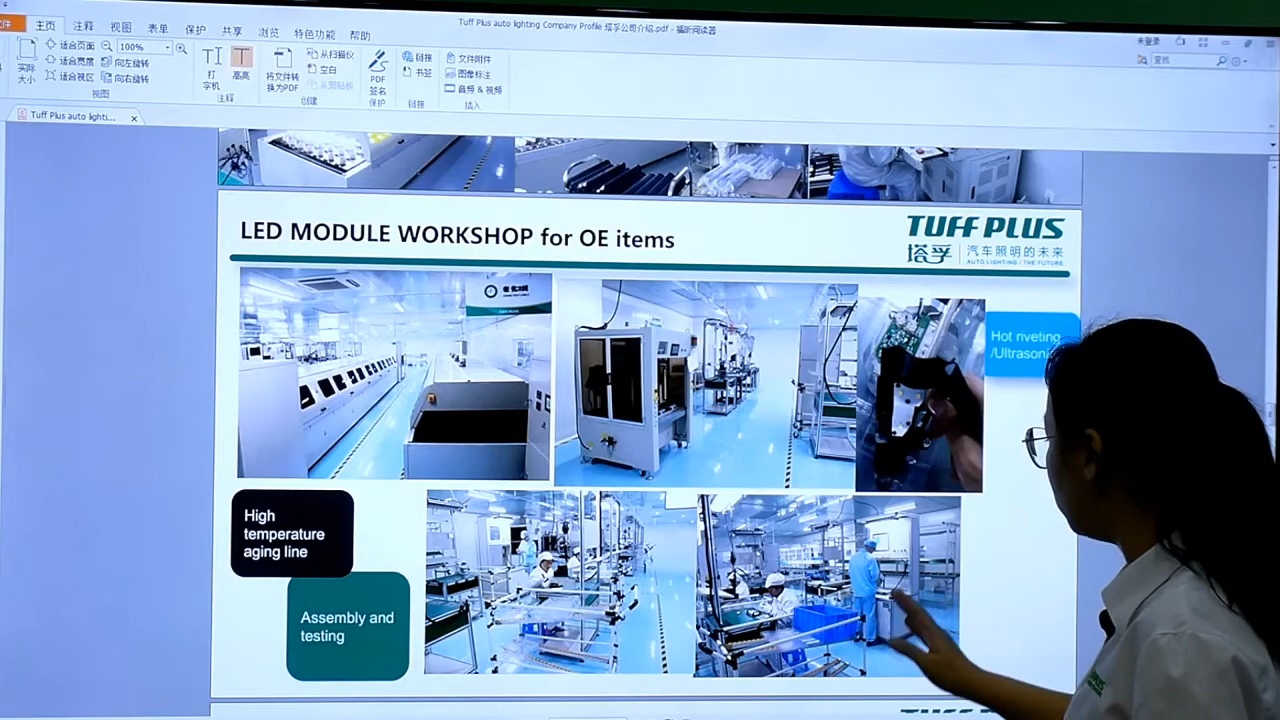 Tuff Plus auto lighting Company Profile 塔孚公司介绍.pdf - 福昕阅读器
文件 主页 注释 视图 表单 保护 共享 浏览 特色功能 帮助
未登录
实际
大小
适合页面
适合宽度
适合视区
100%
向左旋转
向右旋转
视图
打
字机
高亮
注释
将文件转
换为PDF
从扫描仪
空白
从剪贴板
创建
PDF
签名
保护
链接
书签
链接
文件附件
图像标注
音频 & 视频
插入
查找
Tuff Plus auto lighti...
LED MODULE WORKSHOP for OE items
TUFF PLUS
塔孚 汽车照明的未来
AUTO LIGHTING / THE FUTURE
Hot riveting
/Ultrasoni
High
temperature
aging line
Assembly and
testing